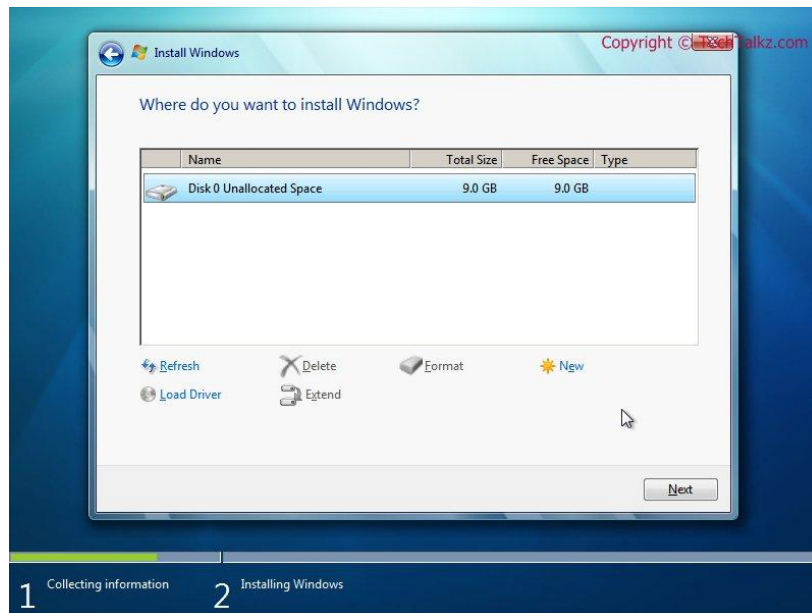 Copyright © TechTalkz.com
Install Windows
Where do you want to install Windows?
Name Total Size Free Space Type
Disk 0 Unallocated Space 9.0 GB 9.0 GB
Refresh Delete Format New
Load Driver Extend
Next
1 Collecting information 2 Installing Windows